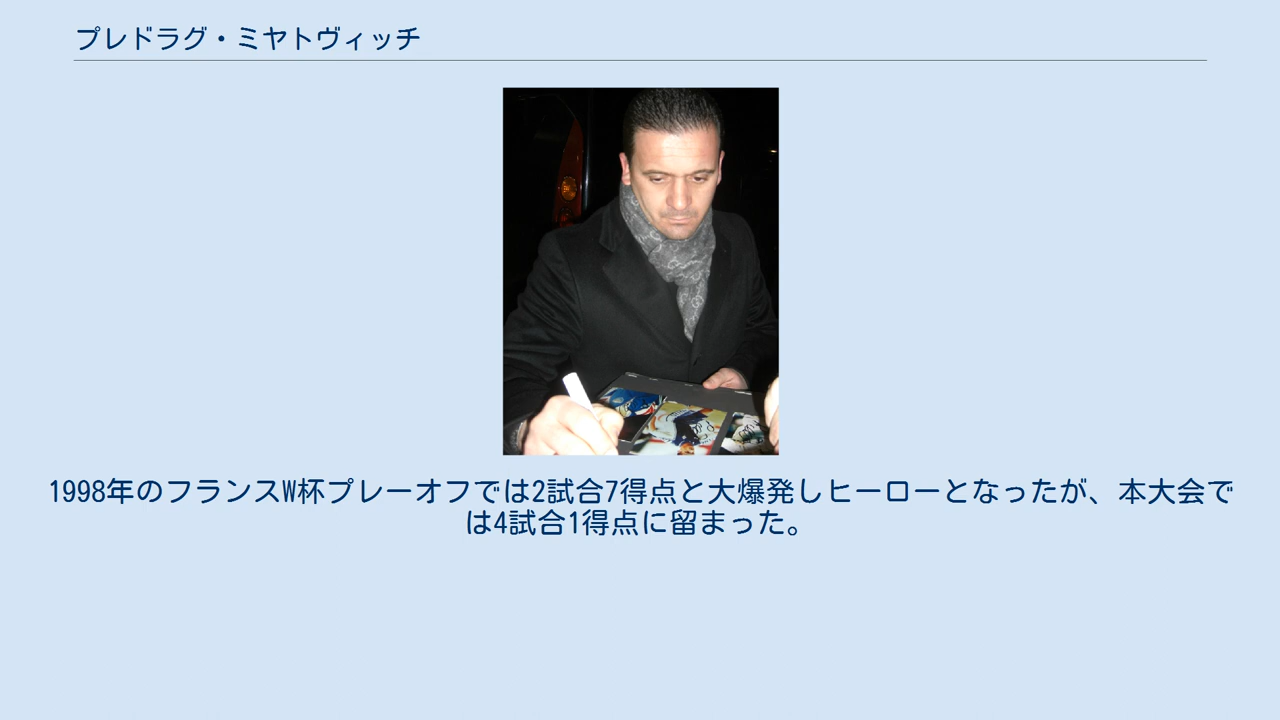 プレドラグ・ミヤトヴィッチ
1998年のフランスW杯プレーオフでは2試合7得点と大爆発しヒーローとなったが、本大会で
は4試合1得点に留まった。